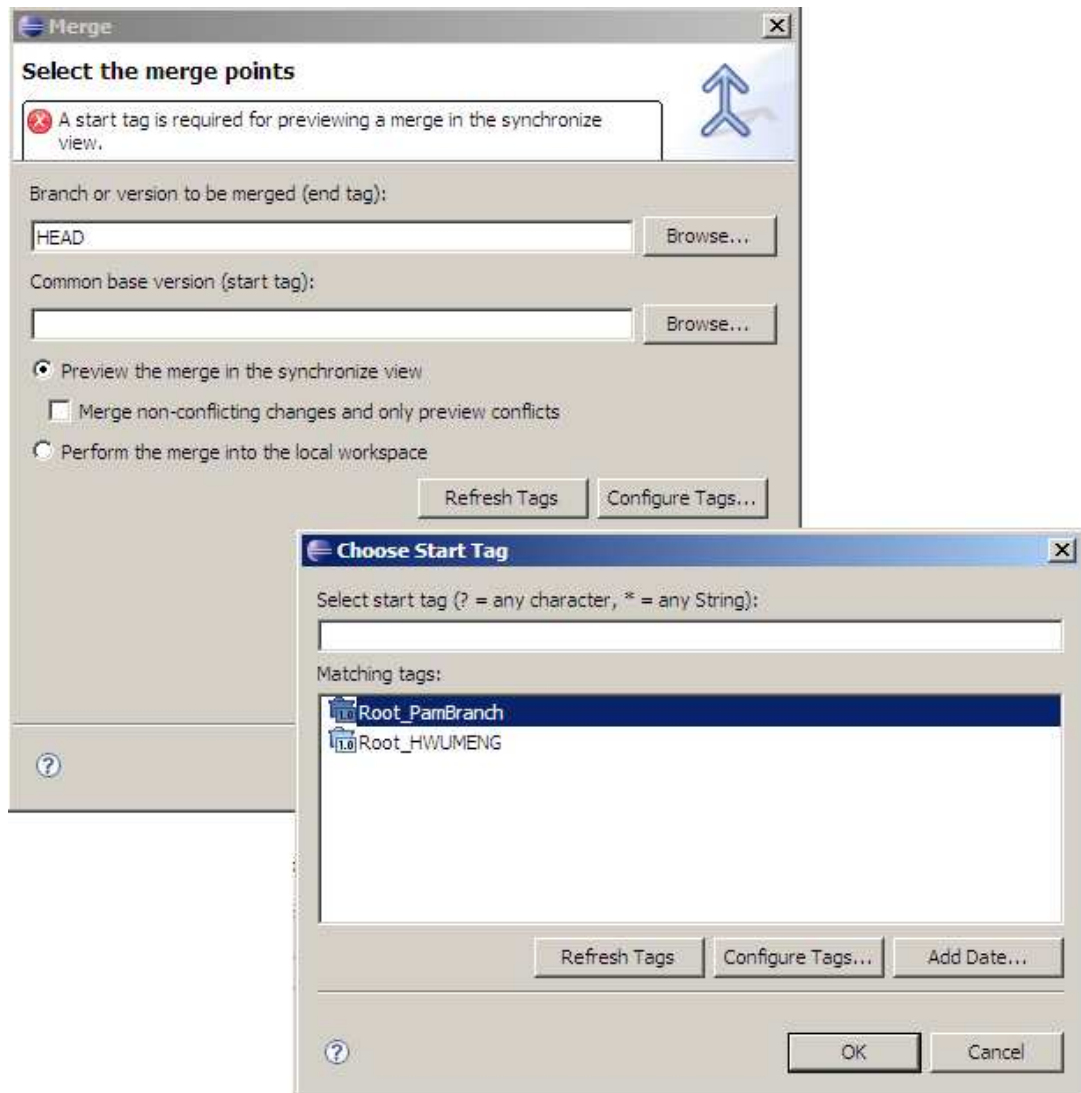 Merge
Select the merge points
A start tag is required for previewing a merge in the synchronize
view.
Branch or version to be merged (end tag):
HEAD
Browse...
Common base version (start tag):
Browse...
Preview the merge in the synchronize view
Merge non-conflicting changes and only preview conflicts
Perform the merge into the local workspace
Refresh Tags Configure Tags...
Choose Start Tag
Select start tag (? = any character, * = any String):
Matching tags:
1.0 Root_PamBranch
1.0 Root_HWUMENG
Refresh Tags Configure Tags... Add Date...
OK Cancel